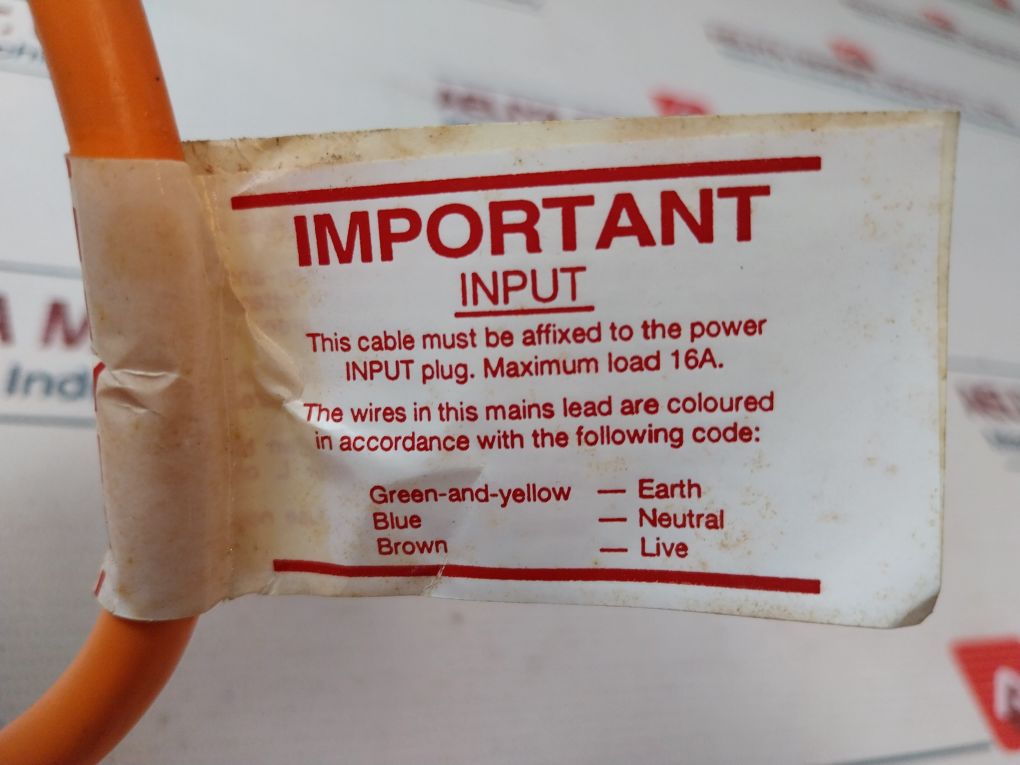 IMPORTANT
INPUT
This cable must be affixed to the power
INPUT plug. Maximum load 16A.
The wires in this mains lead are coloured
in accordance with the following code:
Green-and-yellow — Earth
Blue — Neutral
Brown — Live